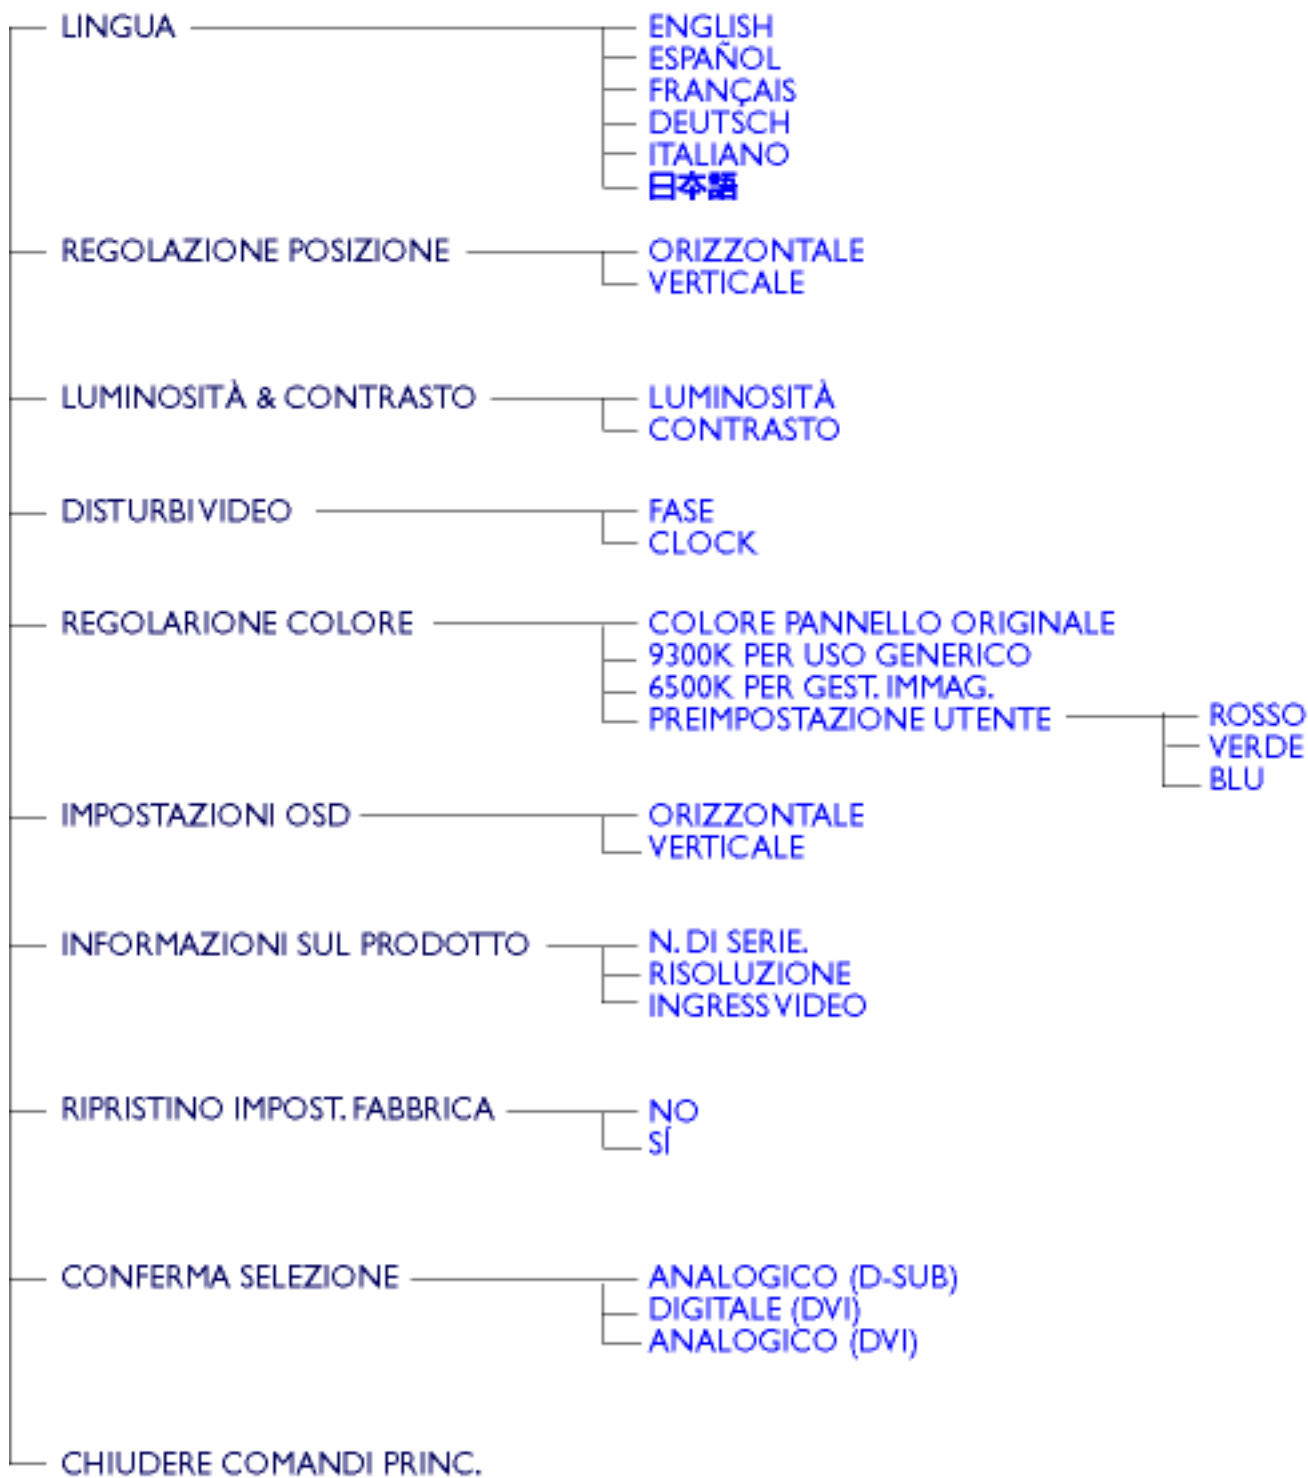 LINGUA ENGLISH
ESPAÑOL
FRANÇAIS
DEUTSCH
ITALIANO
日本語
REGOLAZIONE POSIZIONE ORIZZONTALE
VERTICALE
LUMINOSITÀ & CONTRASTO LUMINOSITÀ
CONTRASTO
DISTURBI VIDEO FASE
CLOCK
REGOLARIONE COLORE COLORE PANNELLO ORIGINALE
9300K PER USO GENERICO
6500K PER GEST. IMMAG.
PREIMPOSTAZIONE UTENTE ROSSO
VERDE
BLU
IMPOSTAZIONI OSD ORIZZONTALE
VERTICALE
INFORMAZIONI SUL PRODOTTO N. DI SERIE.
RISOLUZIONE
INGRESS VIDEO
RIPRISTINO IMPOST. FABBRICA NO
SÍ
CONFERMA SELEZIONE ANALOGICO (D-SUB)
DIGITALE (DVI)
ANALOGICO (DVI)
CHIUDERE COMANDI PRINC.